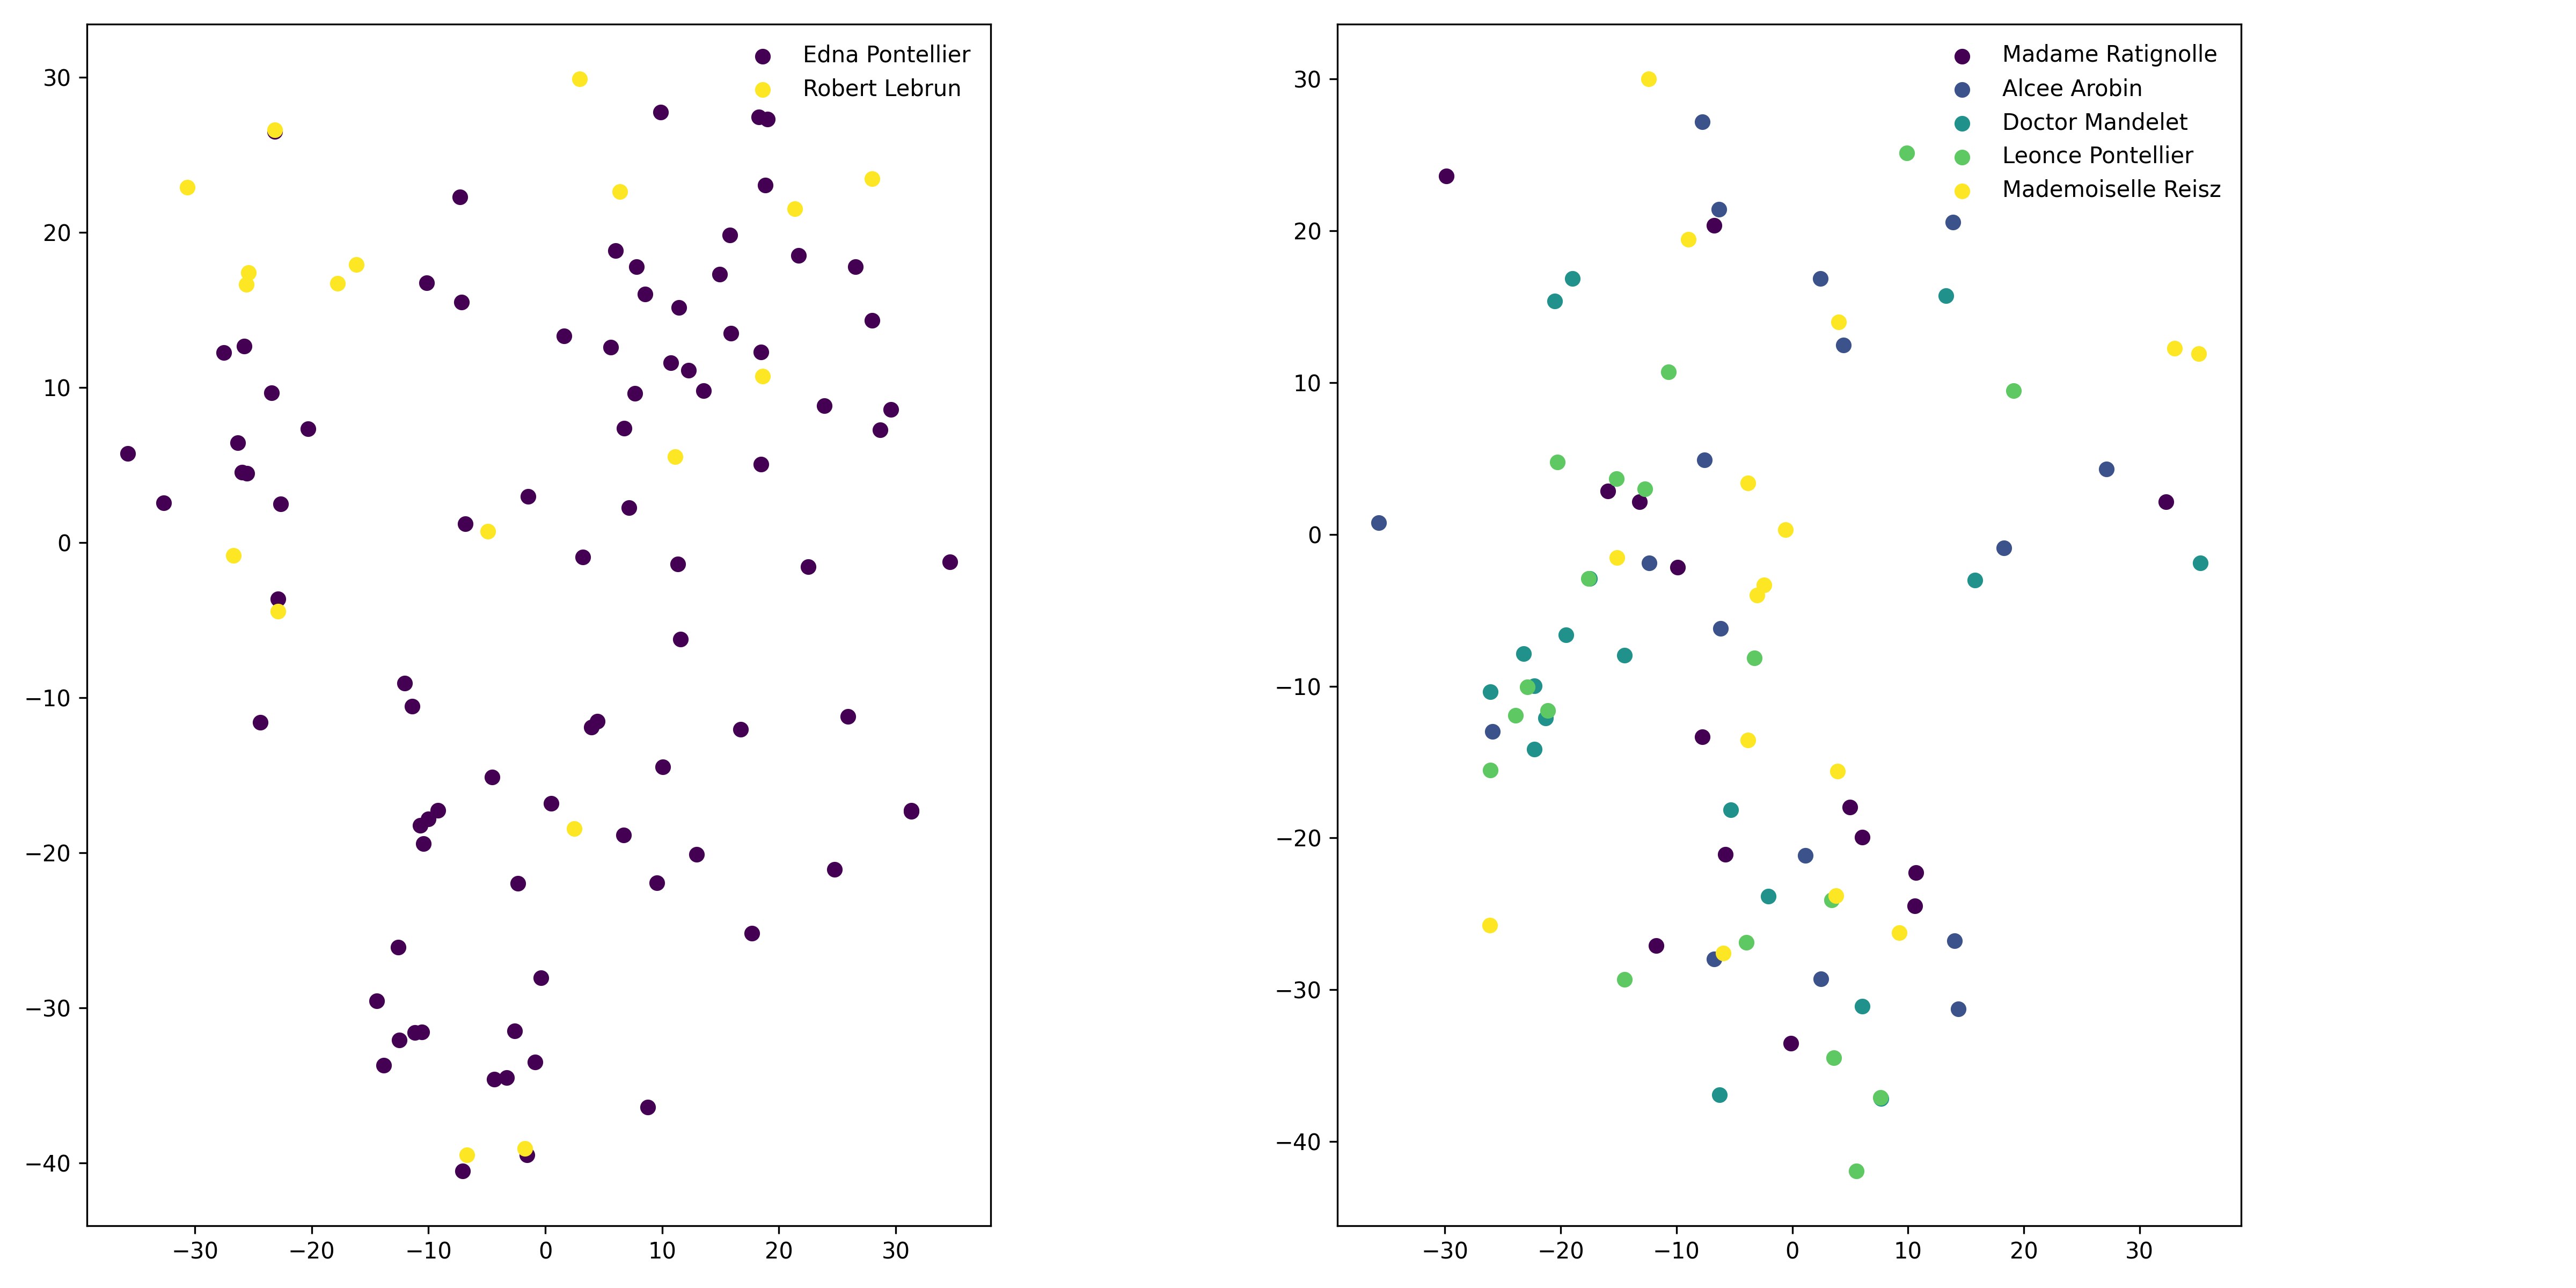 Edna Pontellier
Robert Lebrun
30
20
10
0
−10
−20
−30
−40
−30 −20 −10 0 10 20 30
Madame Ratignolle
Alcee Arobin
Doctor Mandelet
Leonce Pontellier
Mademoiselle Reisz
30
20
10
0
−10
−20
−30
−40
−30 −20 −10 0 10 20 30